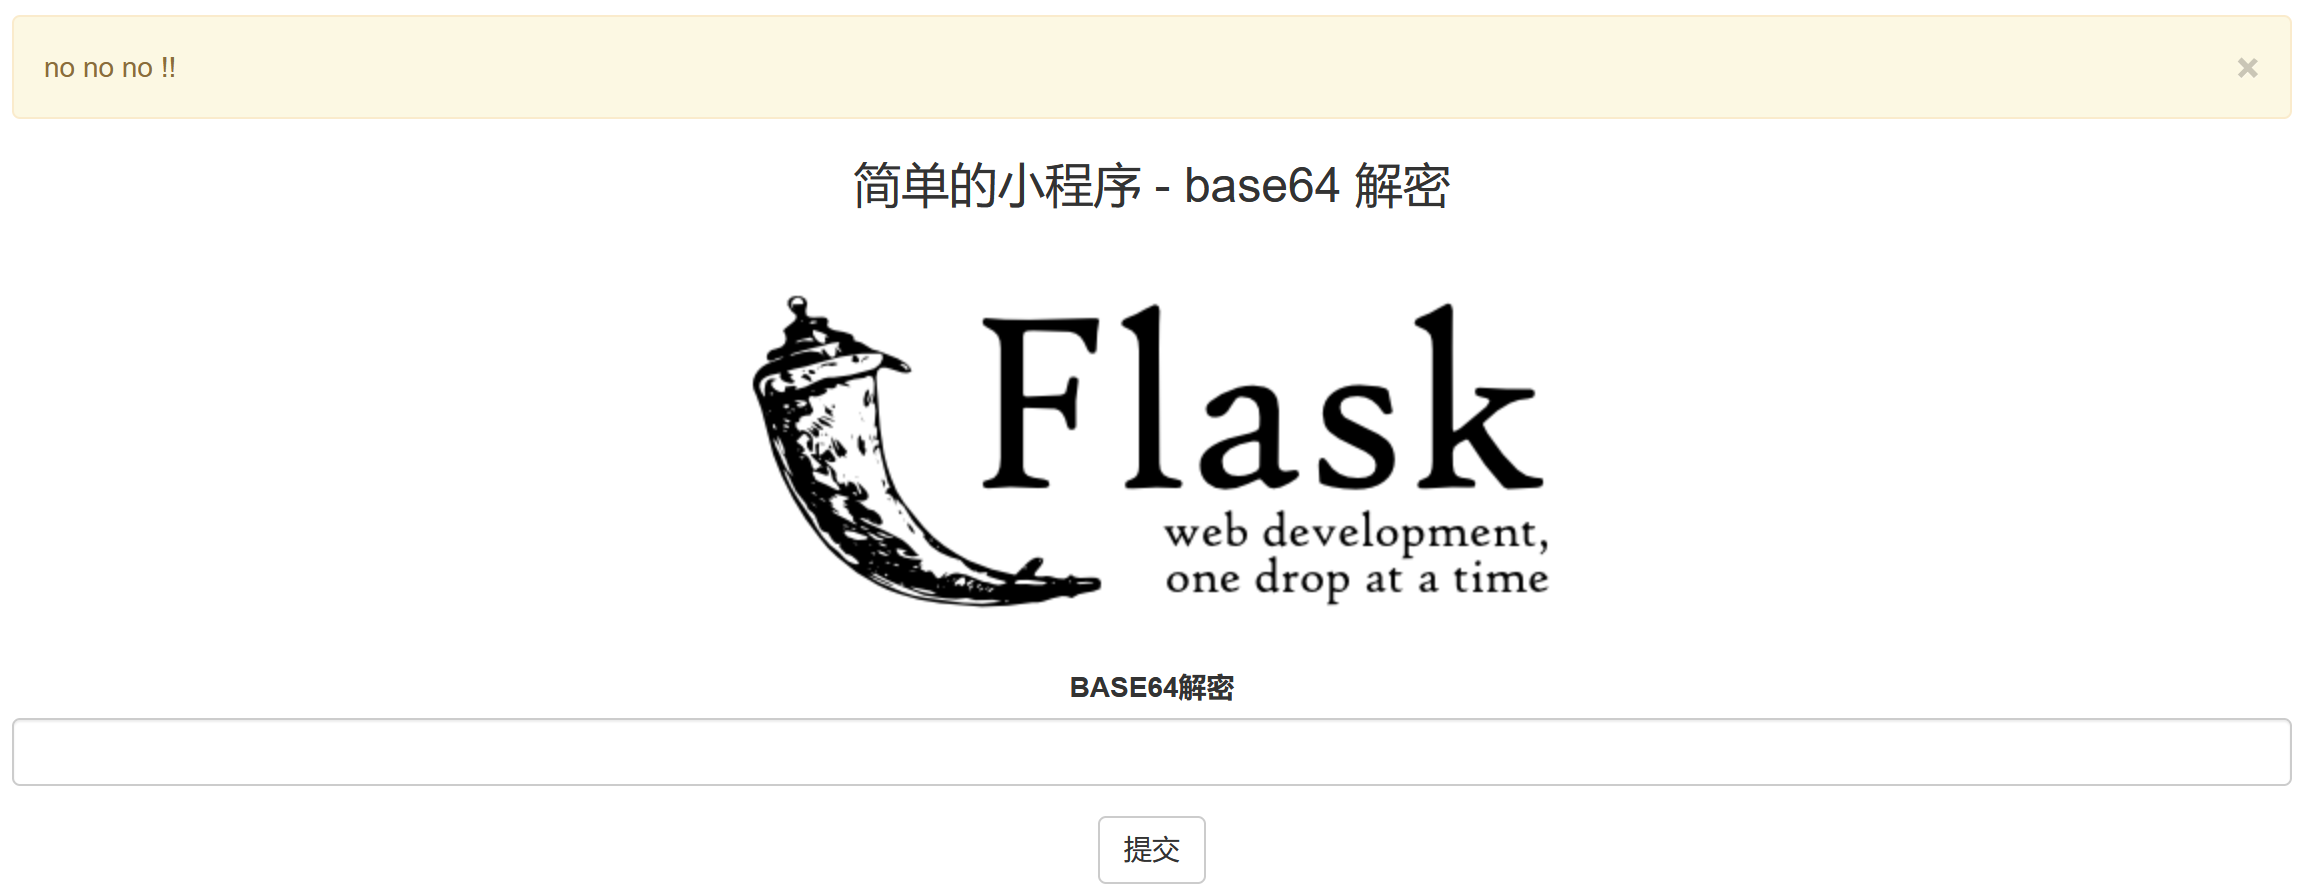 no no no !!
×
简单的小程序 - base64 解密
Flask
web development,
one drop at a time
BASE64解密
提交